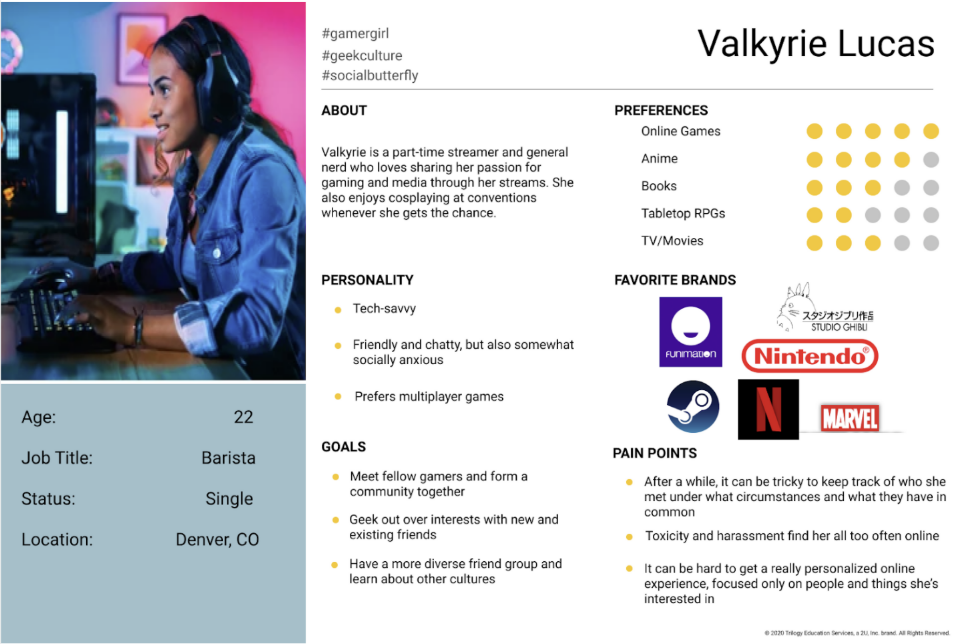 #gamergirl
#geekculture
#socialbutterfly
Valkyrie Lucas
ABOUT
Valkyrie is a part-time streamer and general
nerd who loves sharing her passion for
gaming and media through her streams. She
also enjoys cosplaying at conventions
whenever she gets the chance.
PREFERENCES
Online Games
Anime
Books
Tabletop RPGs
TV/Movies
PERSONALITY
Tech-savvy
Friendly and chatty, but also somewhat
socially anxious
Prefers multiplayer games
FAVORITE BRANDS
FUNIMATION
スタジオジブリ作品
STUDIO GHIBLI
Nintendo®
N
MARVEL
Age: 22
Job Title: Barista
Status: Single
Location: Denver, CO
GOALS
Meet fellow gamers and form a
community together
Geek out over interests with new and
existing friends
Have a more diverse friend group and
learn about other cultures
PAIN POINTS
After a while, it can be tricky to keep track of who she
met under what circumstances and what they have in
common
Toxicity and harassment find her all too often online
It can be hard to get a really personalized online
experience, focused only on people and things she's
interested in
© 2020 Trilogy Education Services, a 2U, Inc. brand. All Rights Reserved.